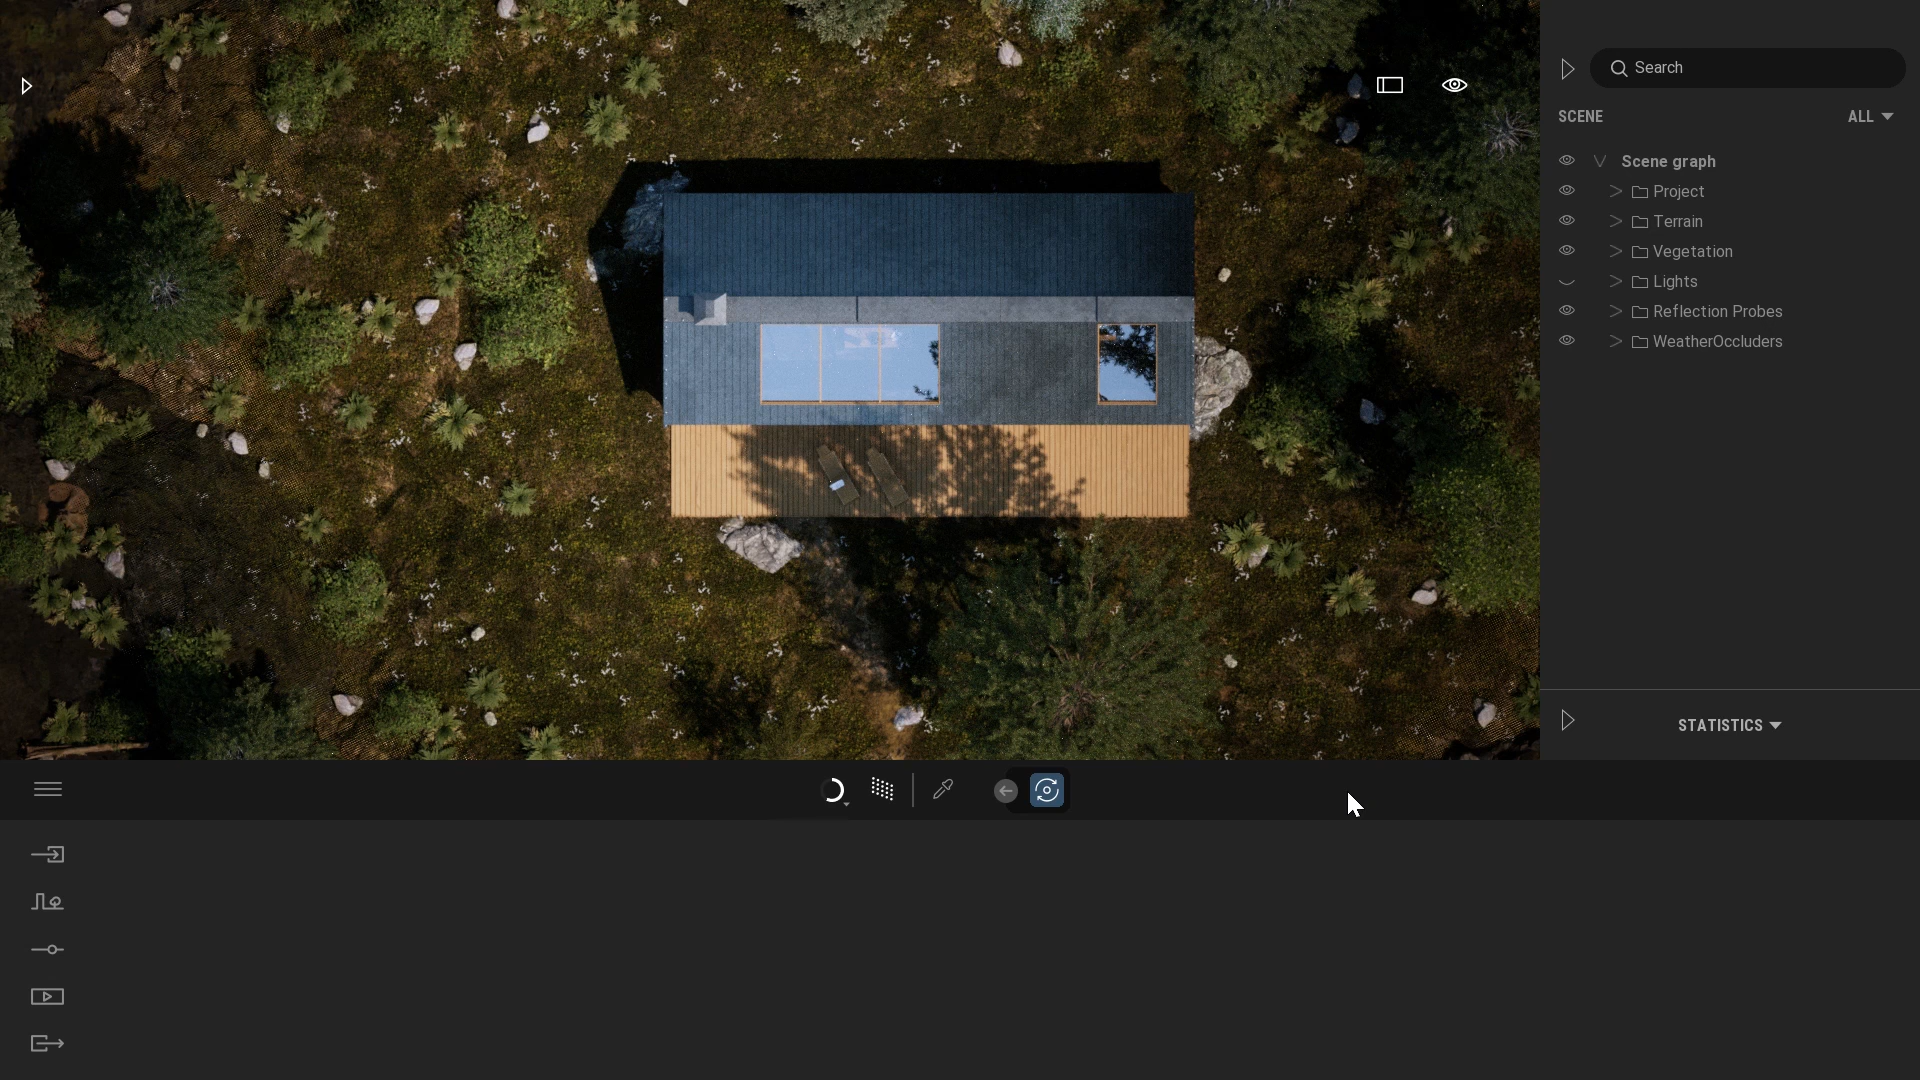 Search
SCENE
ALL
Scene graph
Project
Terrain
Vegetation
Lights
Reflection Probes
WeatherOccluders
STATISTICS